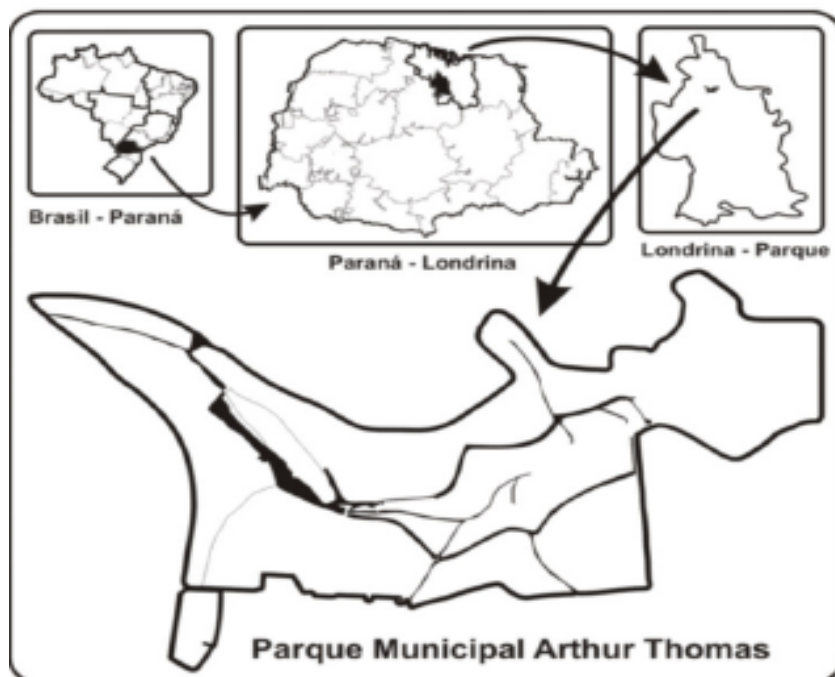 Brasil - Paraná
Paraná - Londrina
Londrina - Parque
Parque Municipal Arthur Thomas